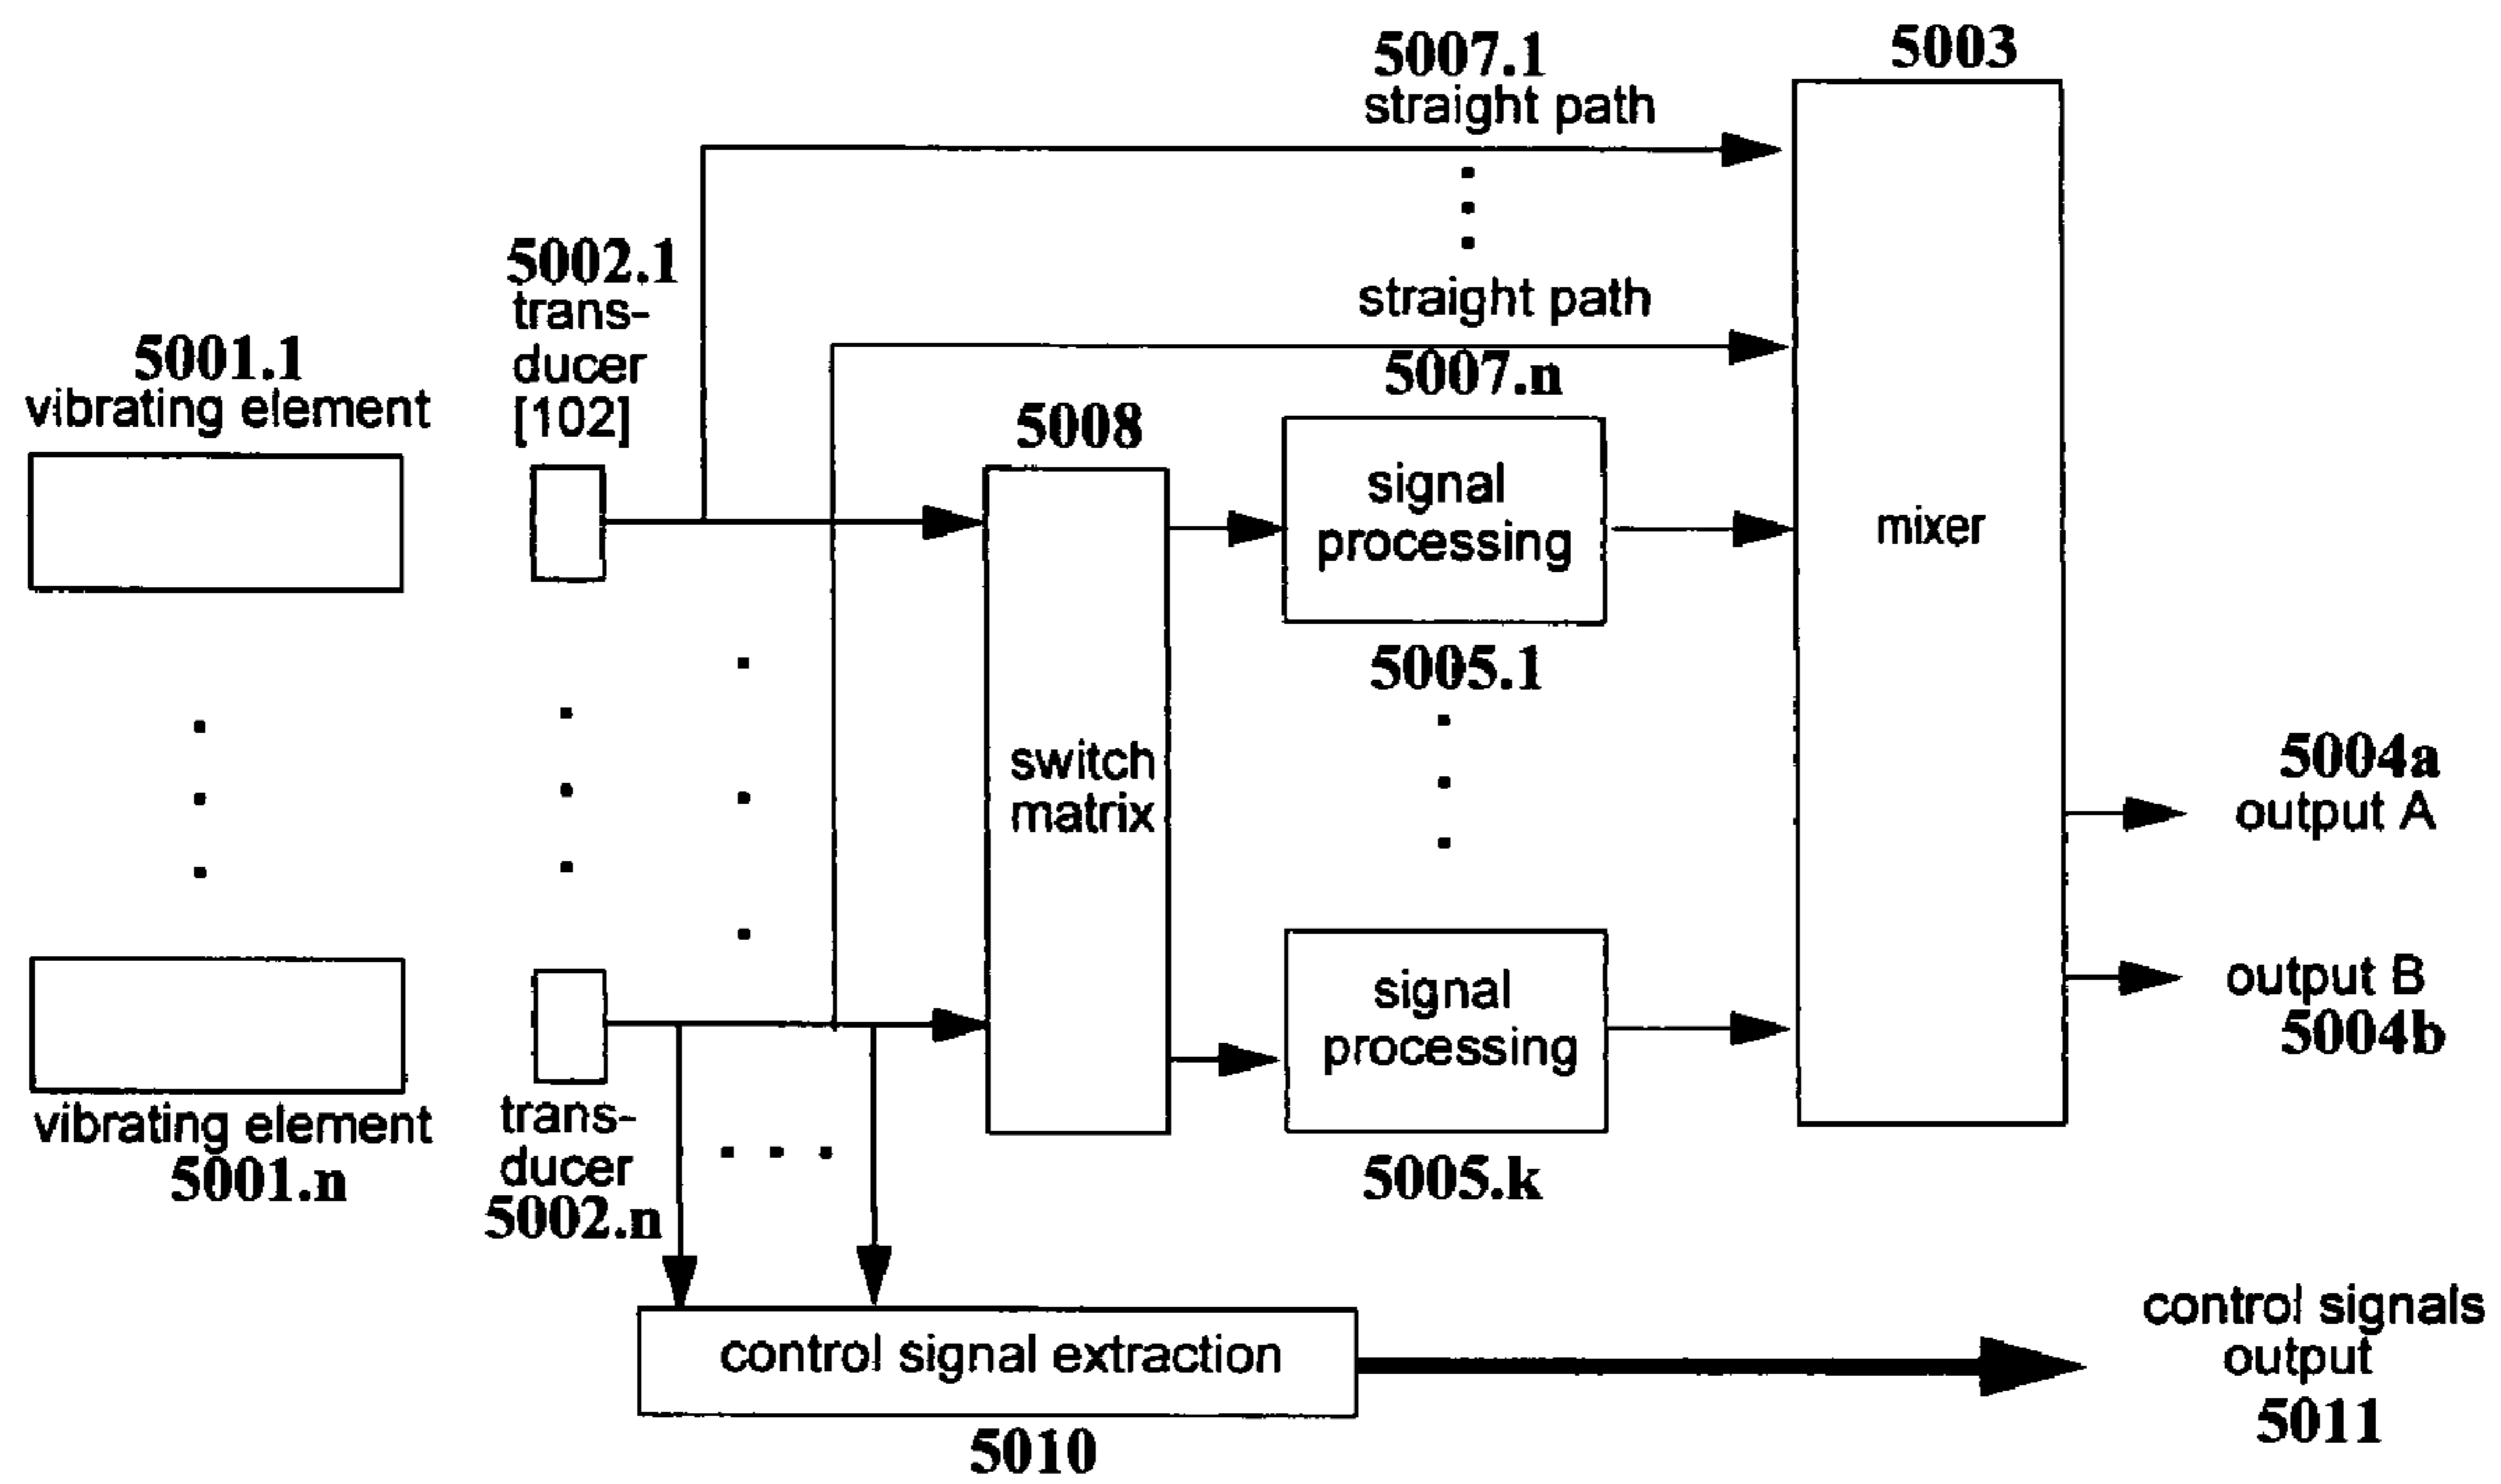 5007.1
straight path
5003
5002.1
trans-
ducer
[102]
straight path
5007.n
5001.1
vibrating element
5008
signal
processing
5005.1
mixer
switch
matrix
5004a
output A
output B
5004b
signal
processing
5005.k
vibrating element
5001.n
trans-
ducer
5002.n
control signal extraction
5010
control signals
output
5011